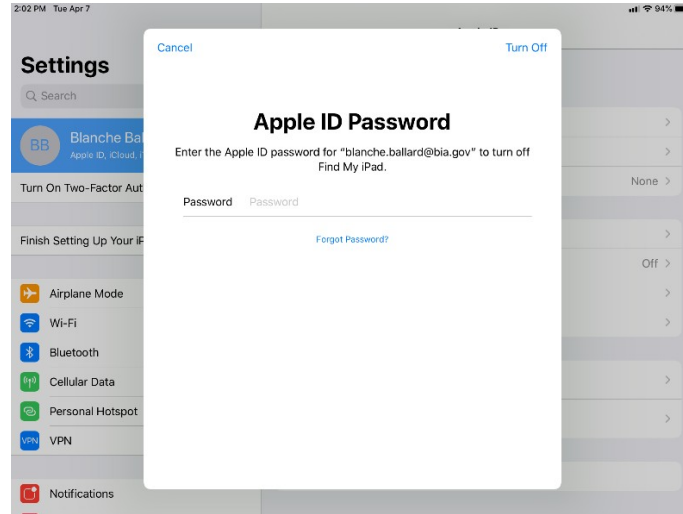 2:02 PM Tue Apr 7
94%
Settings
Search
BB
Blanche Bal
Apple ID, iCloud, i
Turn On Two-Factor Aut
Finish Setting Up Your iP
Airplane Mode
Wi-Fi
Bluetooth
Cellular Data
Personal Hotspot
VPN
VPN
Notifications
Cancel
Turn Off
Apple ID Password
Enter the Apple ID password for “blanche.ballard@bia.gov” to turn off
Find My iPad.
Password
Password
Forgot Password?
None
Off